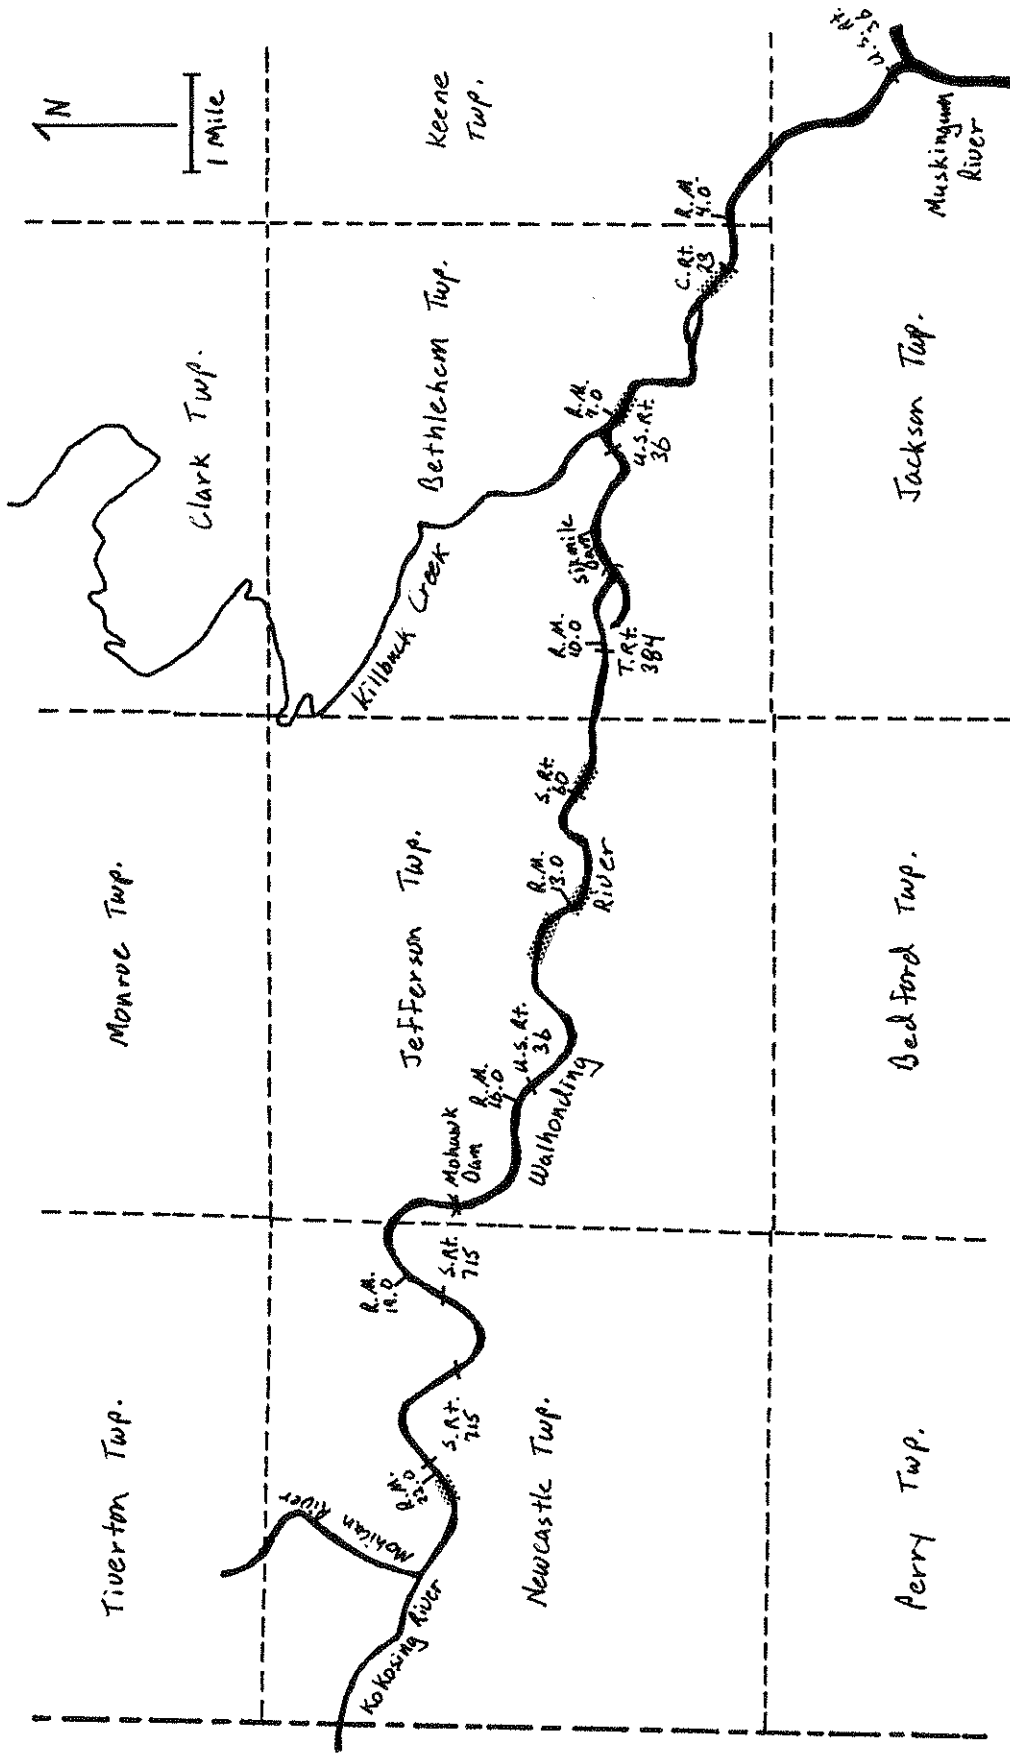 N
1 Mile
Tiverton Twp.
Monroe Twp.
Clark Twp.
Keene
Twp.
Bethlehem Twp.
Jefferson Twp.
Newcastle Twp.
Perry Twp.
Bedford Twp.
Jackson Twp.
Kokosing River
Mohican
River
R.M.
22.0
S. Rt.
715
R.M.
19.0
S. Rt.
715
Mohawk
Dam
R.M.
16.0
U.S. Rt.
36
Walhonding
River
R.M.
13.0
S. Rt.
60
R.M.
10.0
T. Rt.
384
Sixmile
Dam
Killbuck Creek
R.M.
7.0
U.S. Rt.
36
C. Rt.
23
R.M.
4.0
U.S. Rt.
36
Muskingum
River